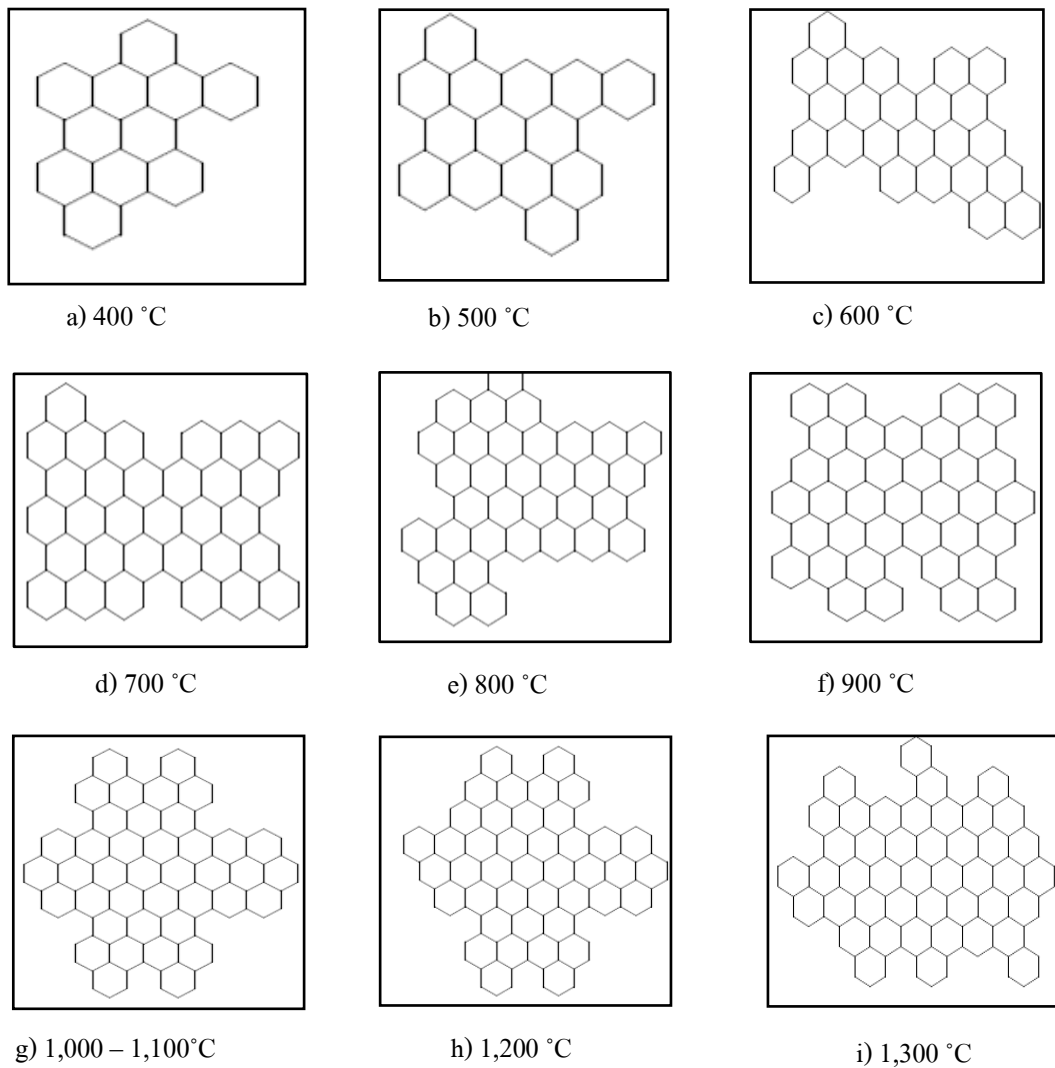 a) 400 ˚C
b) 500 ˚C
c) 600 ˚C
d) 700 ˚C
e) 800 ˚C
f) 900 ˚C
g) 1,000 – 1,100˚C
h) 1,200 ˚C
i) 1,300 ˚C